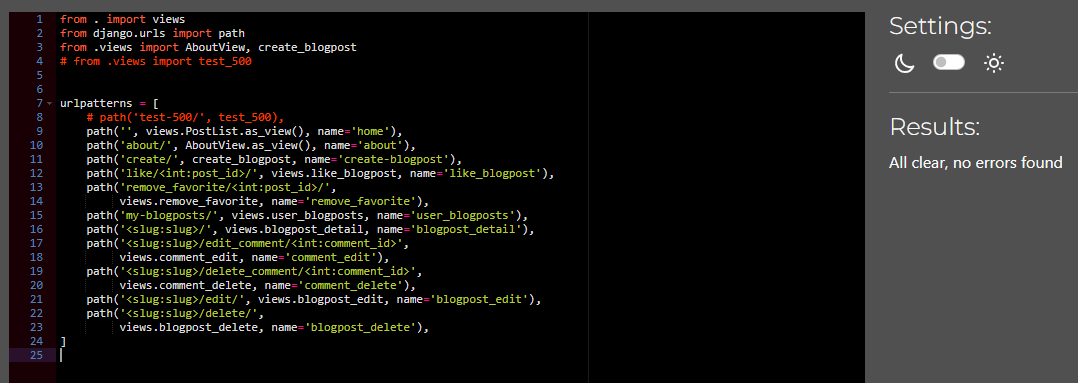 1 from . import views
2 from django.urls import path
3 from .views import AboutView, create_blogpost
4 # from .views import test_500
5
6
7 urlpatterns = [
8     # path('test-500/', test_500),
9     path('', views.PostList.as_view(), name='home'),
10     path('about/', AboutView.as_view(), name='about'),
11     path('create/', create_blogpost, name='create-blogpost'),
12     path('like/<int:post_id>/', views.like_blogpost, name='like_blogpost'),
13     path('remove_favorite/<int:post_id>/',
14          views.remove_favorite, name='remove_favorite'),
15     path('my-blogposts/', views.user_blogposts, name='user_blogposts'),
16     path('<slug:slug>/', views.blogpost_detail, name='blogpost_detail'),
17     path('<slug:slug>/edit_comment/<int:comment_id>',
18          views.comment_edit, name='comment_edit'),
19     path('<slug:slug>/delete_comment/<int:comment_id>',
20          views.comment_delete, name='comment_delete'),
21     path('<slug:slug>/edit/', views.blogpost_edit, name='blogpost_edit'),
22     path('<slug:slug>/delete/',
23          views.blogpost_delete, name='blogpost_delete'),
24 ]
25
Settings:
Results:
All clear, no errors found